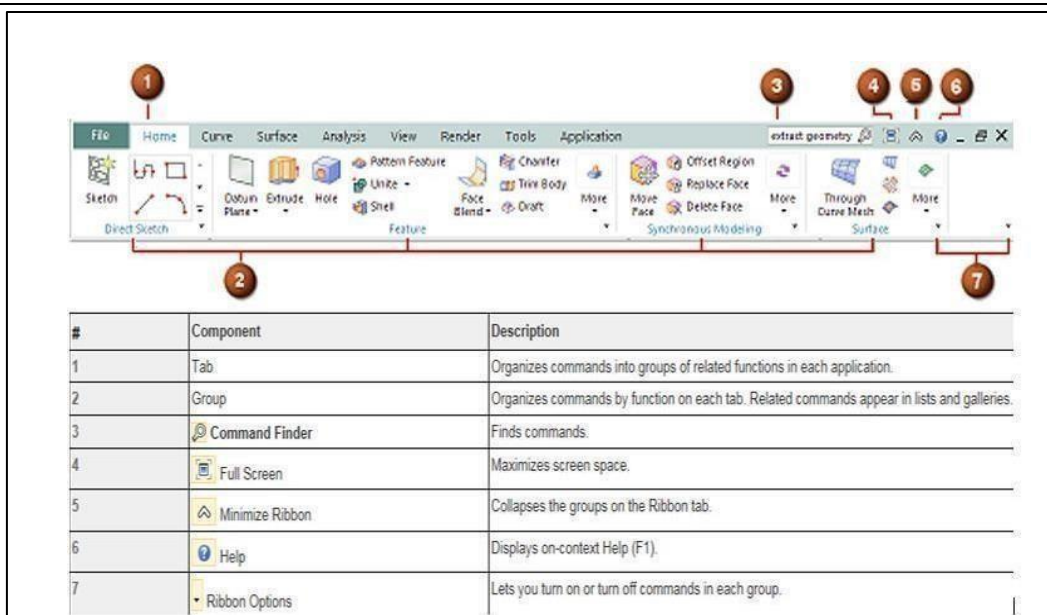 1
3
4
5
6
File Home Curve Surface Analysis View Render Tools Application extract geometry
Sketch
Datum Plane
Extrude
Hole
Pattern Feature
Unite
Shell
Face Blend
Chamfer
Trim Body
Draft
More
Move Face
Offset Region
Replace Face
Delete Face
More
Through Curve Mesh
More
Direct Sketch Feature Synchronous Modeling Surface
2
7
# Component Description
1 Tab Organizes commands into groups of related functions in each application.
2 Group Organizes commands by function on each tab. Related commands appear in lists and galleries.
3 Command Finder Finds commands.
4 Full Screen Maximizes screen space.
5 Minimize Ribbon Collapses the groups on the Ribbon tab.
6 Help Displays on-context Help (F1).
7 Ribbon Options Lets you turn on or turn off commands in each group.